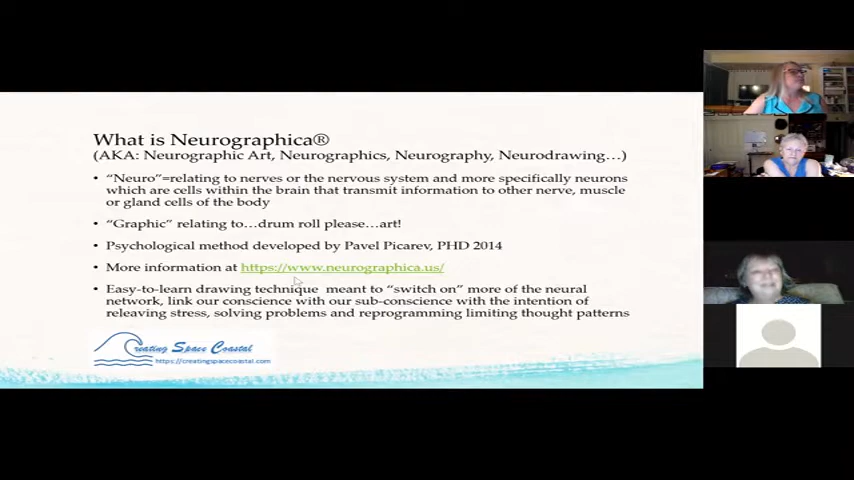 What is Neurographica®
(AKA: Neurographic Art, Neurographics, Neurography, Neurodrawing…)
• “Neuro”=relating to nerves or the nervous system and more specifically neurons
which are cells within the brain that transmit information to other nerve, muscle
or gland cells of the body
• “Graphic” relating to…drum roll please…art!
• Psychological method developed by Pavel Picarev, PHD 2014
• More information at https://www.neurographica.us/
• Easy-to-learn drawing technique meant to “switch on” more of the neural
network, link our conscience with our sub-conscience with the intention of
releaving stress, solving problems and reprogramming limiting thought patterns
Creating Space Coastal
https://creatingspacecoastal.com